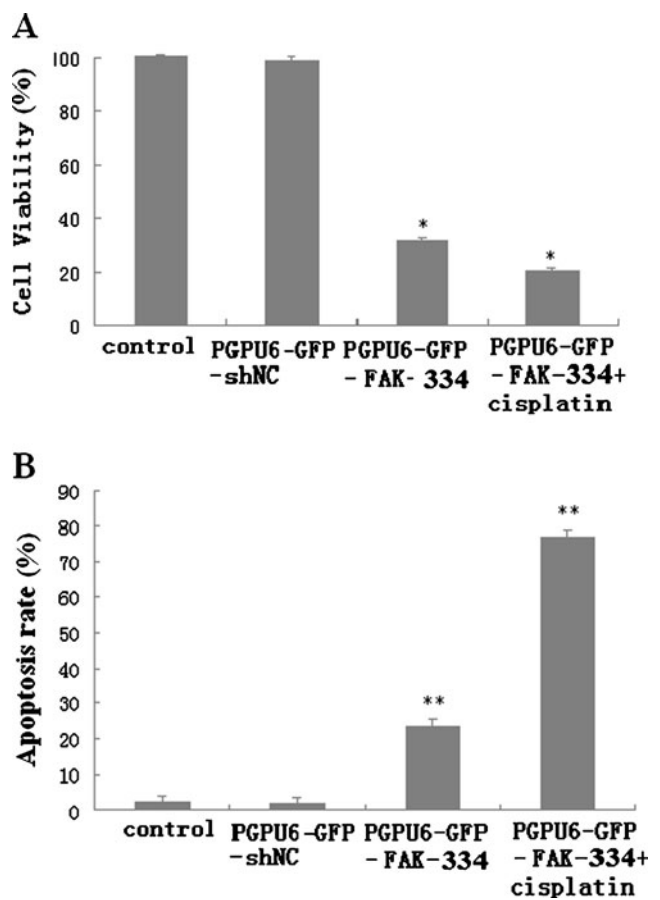 A
Cell Viability (%)
100
80
60
40
20
0
*
*
control
PGPU6-GFP
-shNC
PGPU6-GFP
-FAK- 334
PGPU6-GFP
-FAK-334+
cisplatin
B
Apoptosis rate (%)
90
80
70
60
50
40
30
20
10
0
**
**
control
PGPU6-GFP
-shNC
PGPU6-GFP
-FAK-334
PGPU6-GFP
-FAK-334+
cisplatin